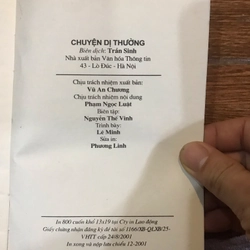 CHUYỆN DỊ THƯỜNG
Biên dịch: Trần Sinh
Nhà xuất bản Văn hóa Thông tin
43 - Lò Đúc - Hà Nội
Chịu trách nhiệm xuất bản:
Vũ An Chương
Chịu trách nhiệm nội dung
Phạm Ngọc Luật
Biên tập:
Nguyễn Thế Vinh
Trình bày:
Lê Minh
Sửa in:
Phương Linh
In 800 cuốn khổ 13x19 tại Cty in Lao động
Giấy chứng nhận đăng ký đề tài số 1166/XB-QLXB/25-
VHTT cấp 24/8/2001
In xong và nộp lưu chiểu 12-2001